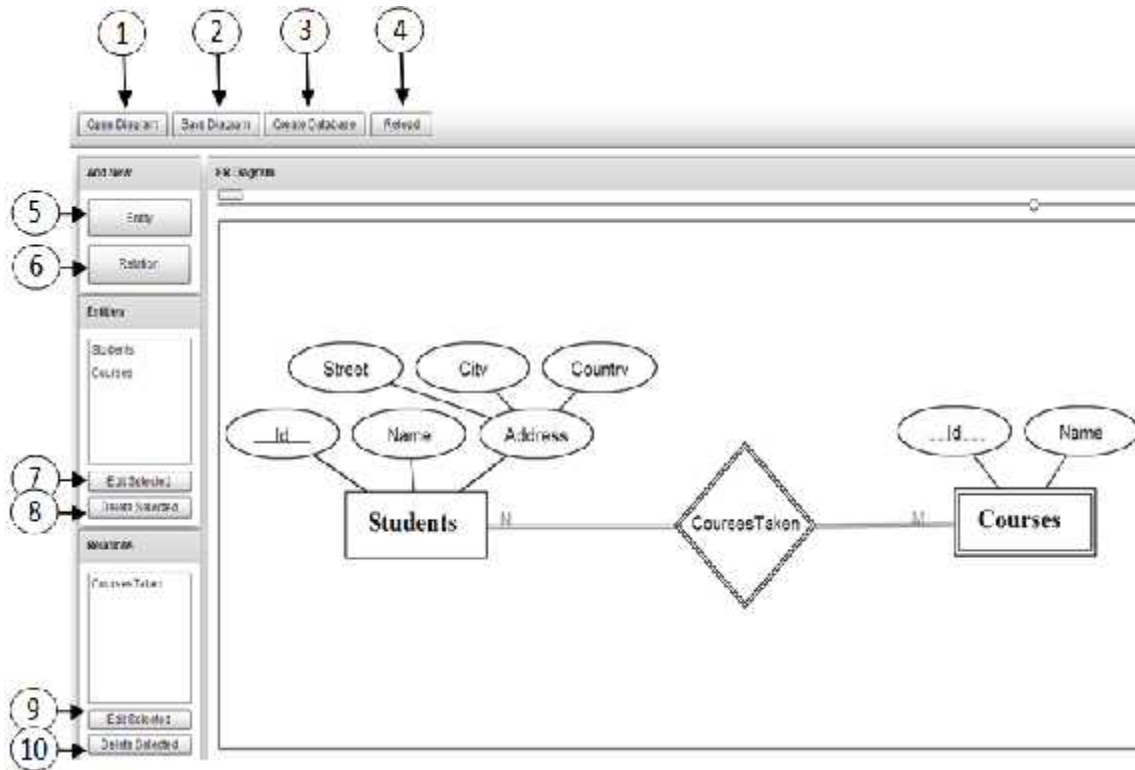 1 2 3 4
Open Diagram Save Diagram Create Database Reload
Add New
ER Diagram
5
Entity
6
Relation
Entities
Students
Courses
7
Edit Selected
8
Delete Selected
Relations
CoursesTaken
9
Edit Selected
10
Delete Selected
Street City Country
Id Name Address
Id Name
Students N CoursesTaken M Courses